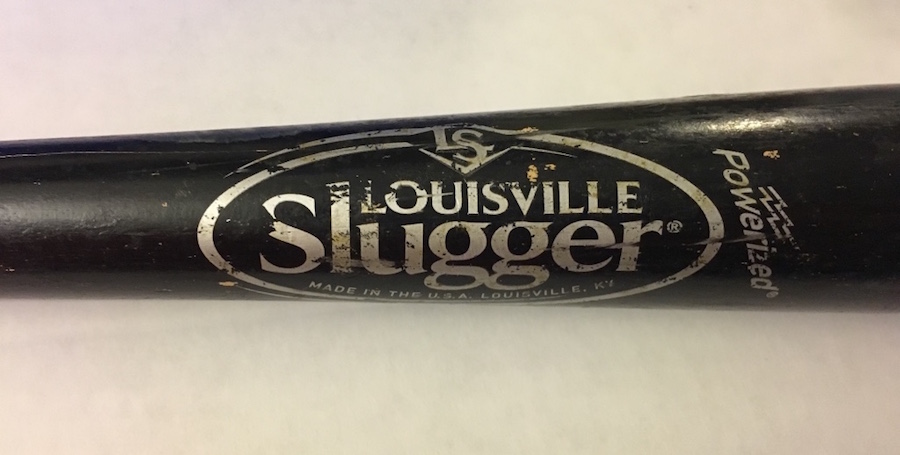 LS
LOUISVILLE
Slugger®
MADE IN THE U.S.A. LOUISVILLE, KY.
Powerized®